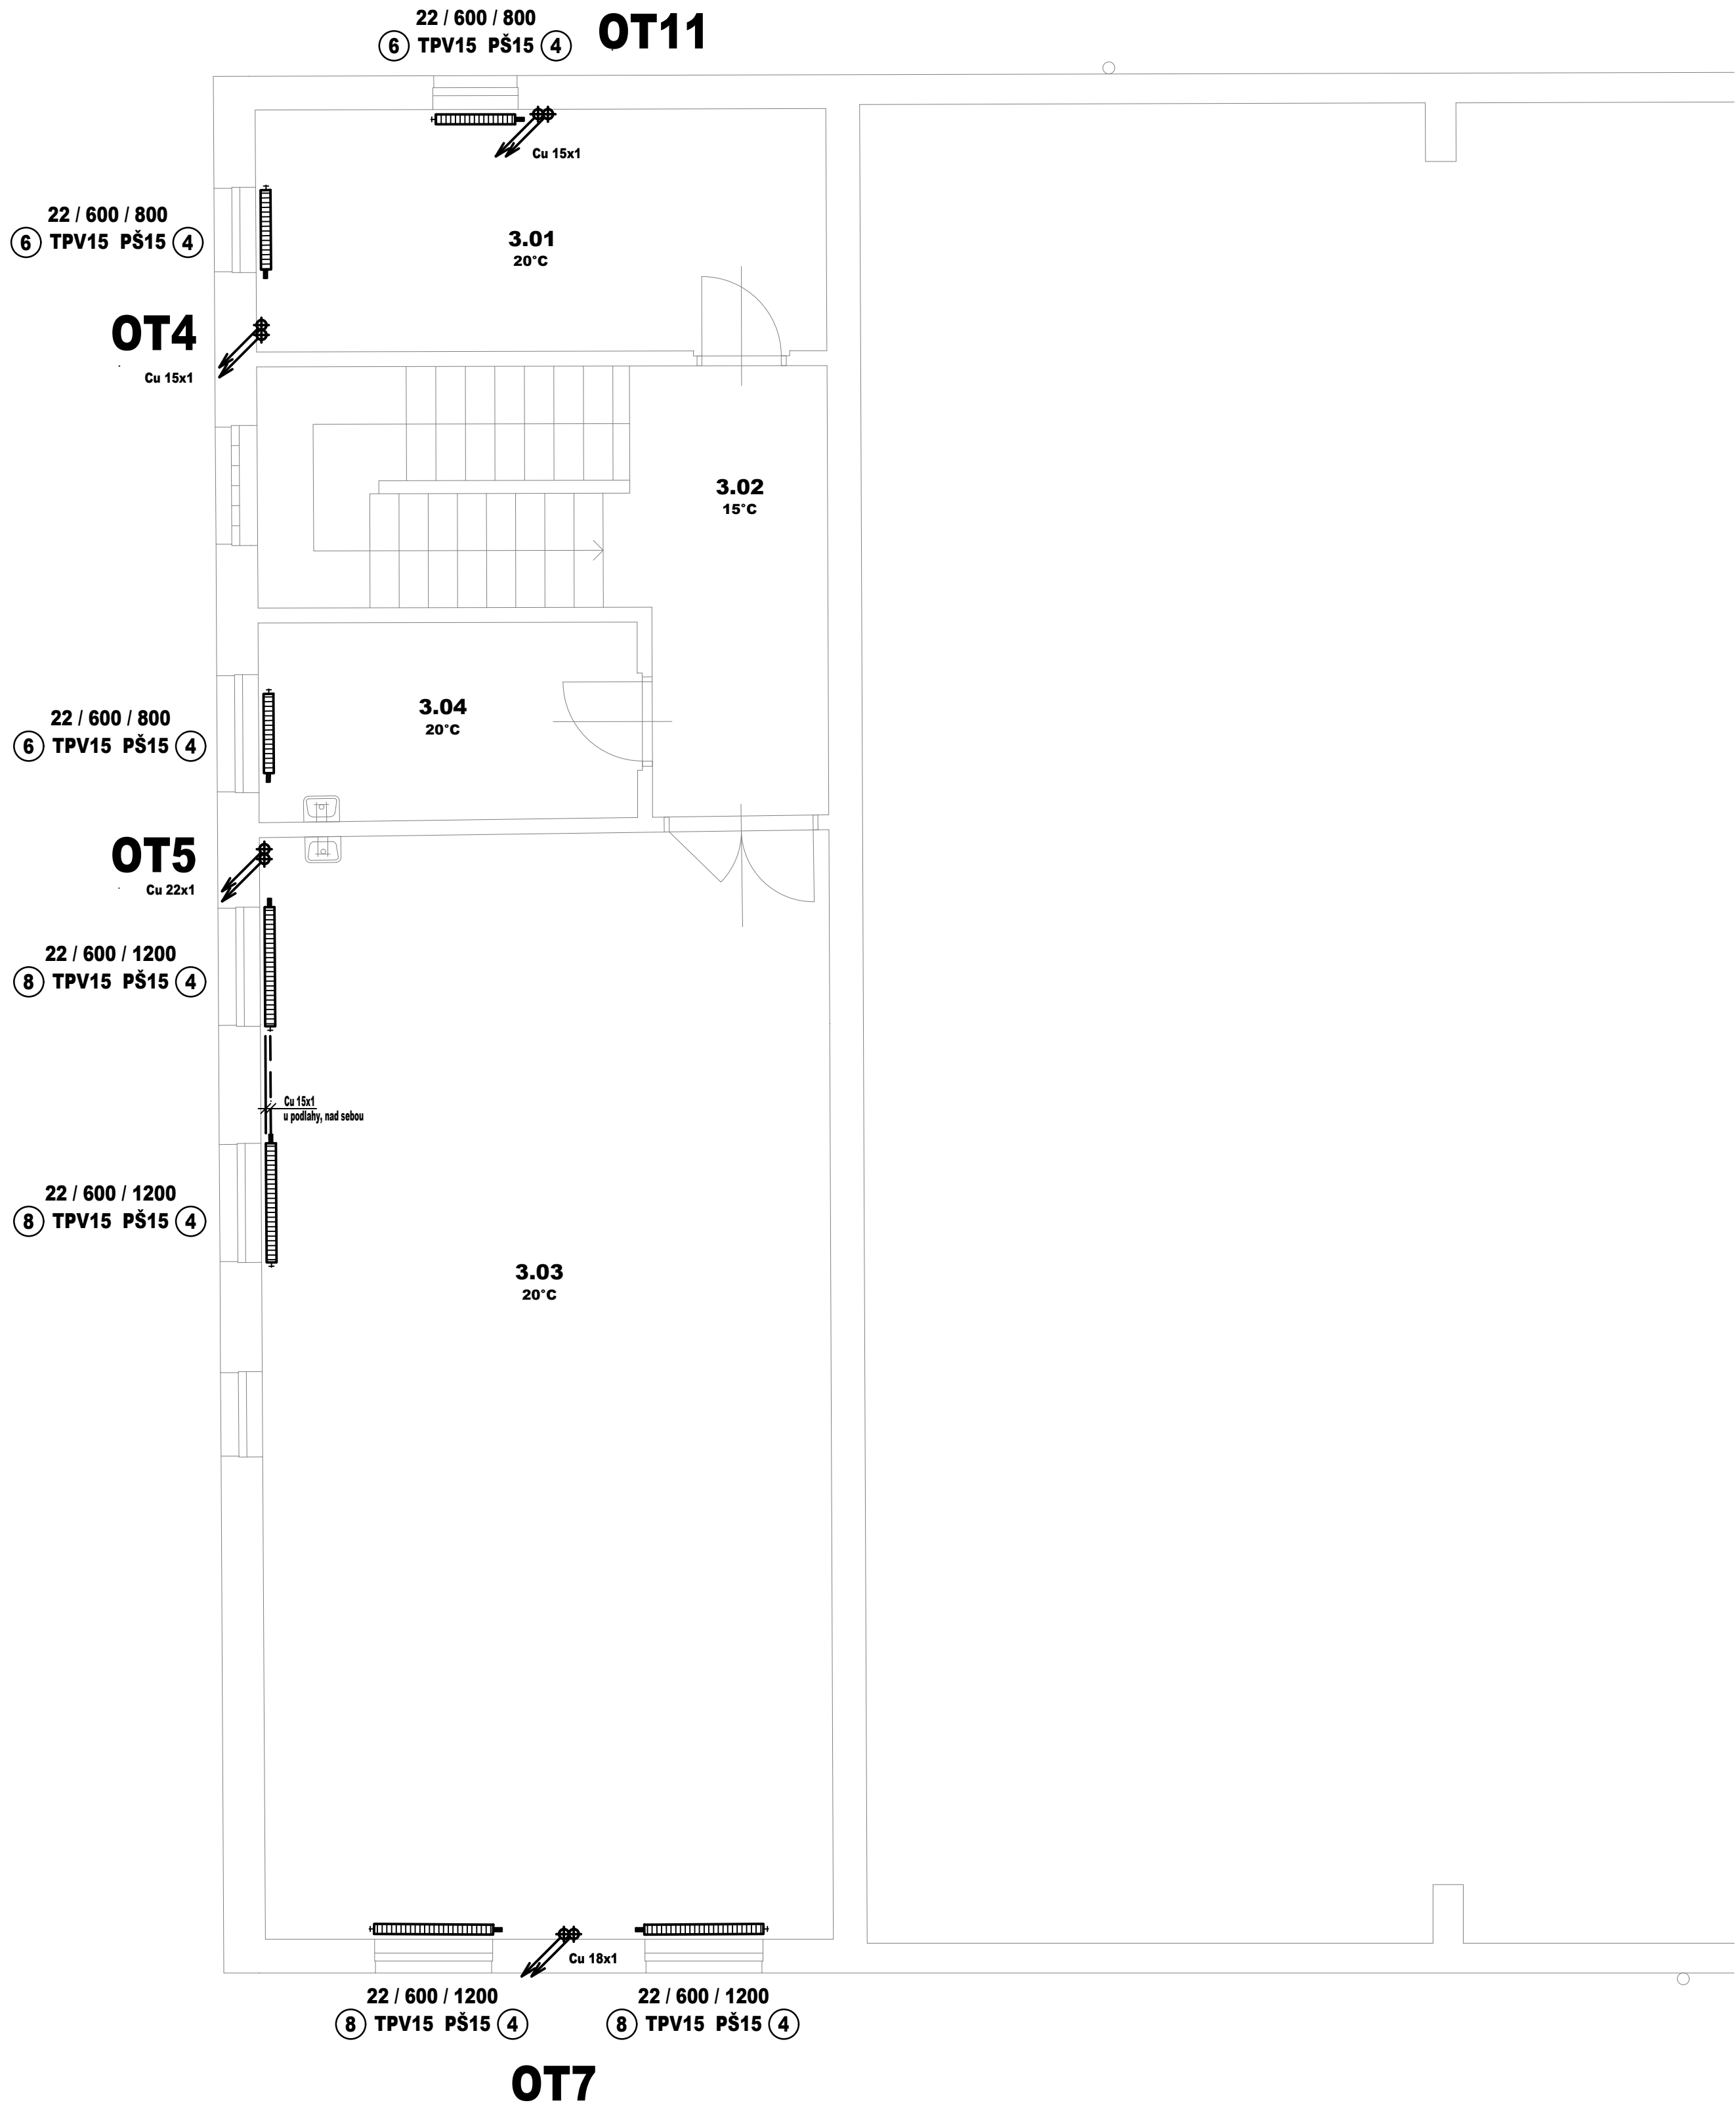 22 / 600 / 800
6 TPV15 PŠ15 4
OT11
Cu 15x1
22 / 600 / 800
6 TPV15 PŠ15 4
3.01
20°C
OT4
Cu 15x1
3.02
15°C
22 / 600 / 800
6 TPV15 PŠ15 4
3.04
20°C
OT5
Cu 22x1
22 / 600 / 1200
8 TPV15 PŠ15 4
Cu 15x1
u podlahy, nad sebou
22 / 600 / 1200
8 TPV15 PŠ15 4
3.03
20°C
Cu 18x1
22 / 600 / 1200
8 TPV15 PŠ15 4
22 / 600 / 1200
8 TPV15 PŠ15 4
OT7